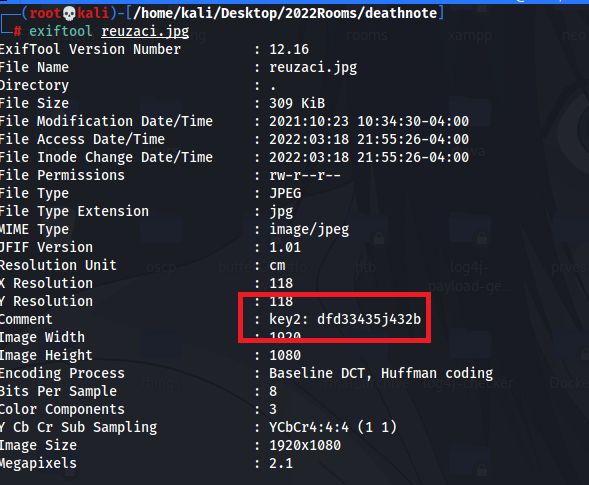 (root💀kali)-[/home/kali/Desktop/2022Rooms/deathnote]
# exiftool reuzaci.jpg
ExifTool Version Number : 12.16
File Name : reuzaci.jpg
Directory : .
File Size : 309 KiB
File Modification Date/Time : 2021:10:23 10:34:30-04:00
File Access Date/Time : 2022:03:18 21:55:26-04:00
File Inode Change Date/Time : 2022:03:18 21:55:26-04:00
File Permissions : rw-r--r--
File Type : JPEG
File Type Extension : jpg
MIME Type : image/jpeg
JFIF Version : 1.01
Resolution Unit : cm
X Resolution : 118
Y Resolution : 118
Comment : key2: dfd33435j432b
Image Width : 1920
Image Height : 1080
Encoding Process : Baseline DCT, Huffman coding
Bits Per Sample : 8
Color Components : 3
Y Cb Cr Sub Sampling : YCbCr4:4:4 (1 1)
Image Size : 1920x1080
Megapixels : 2.1